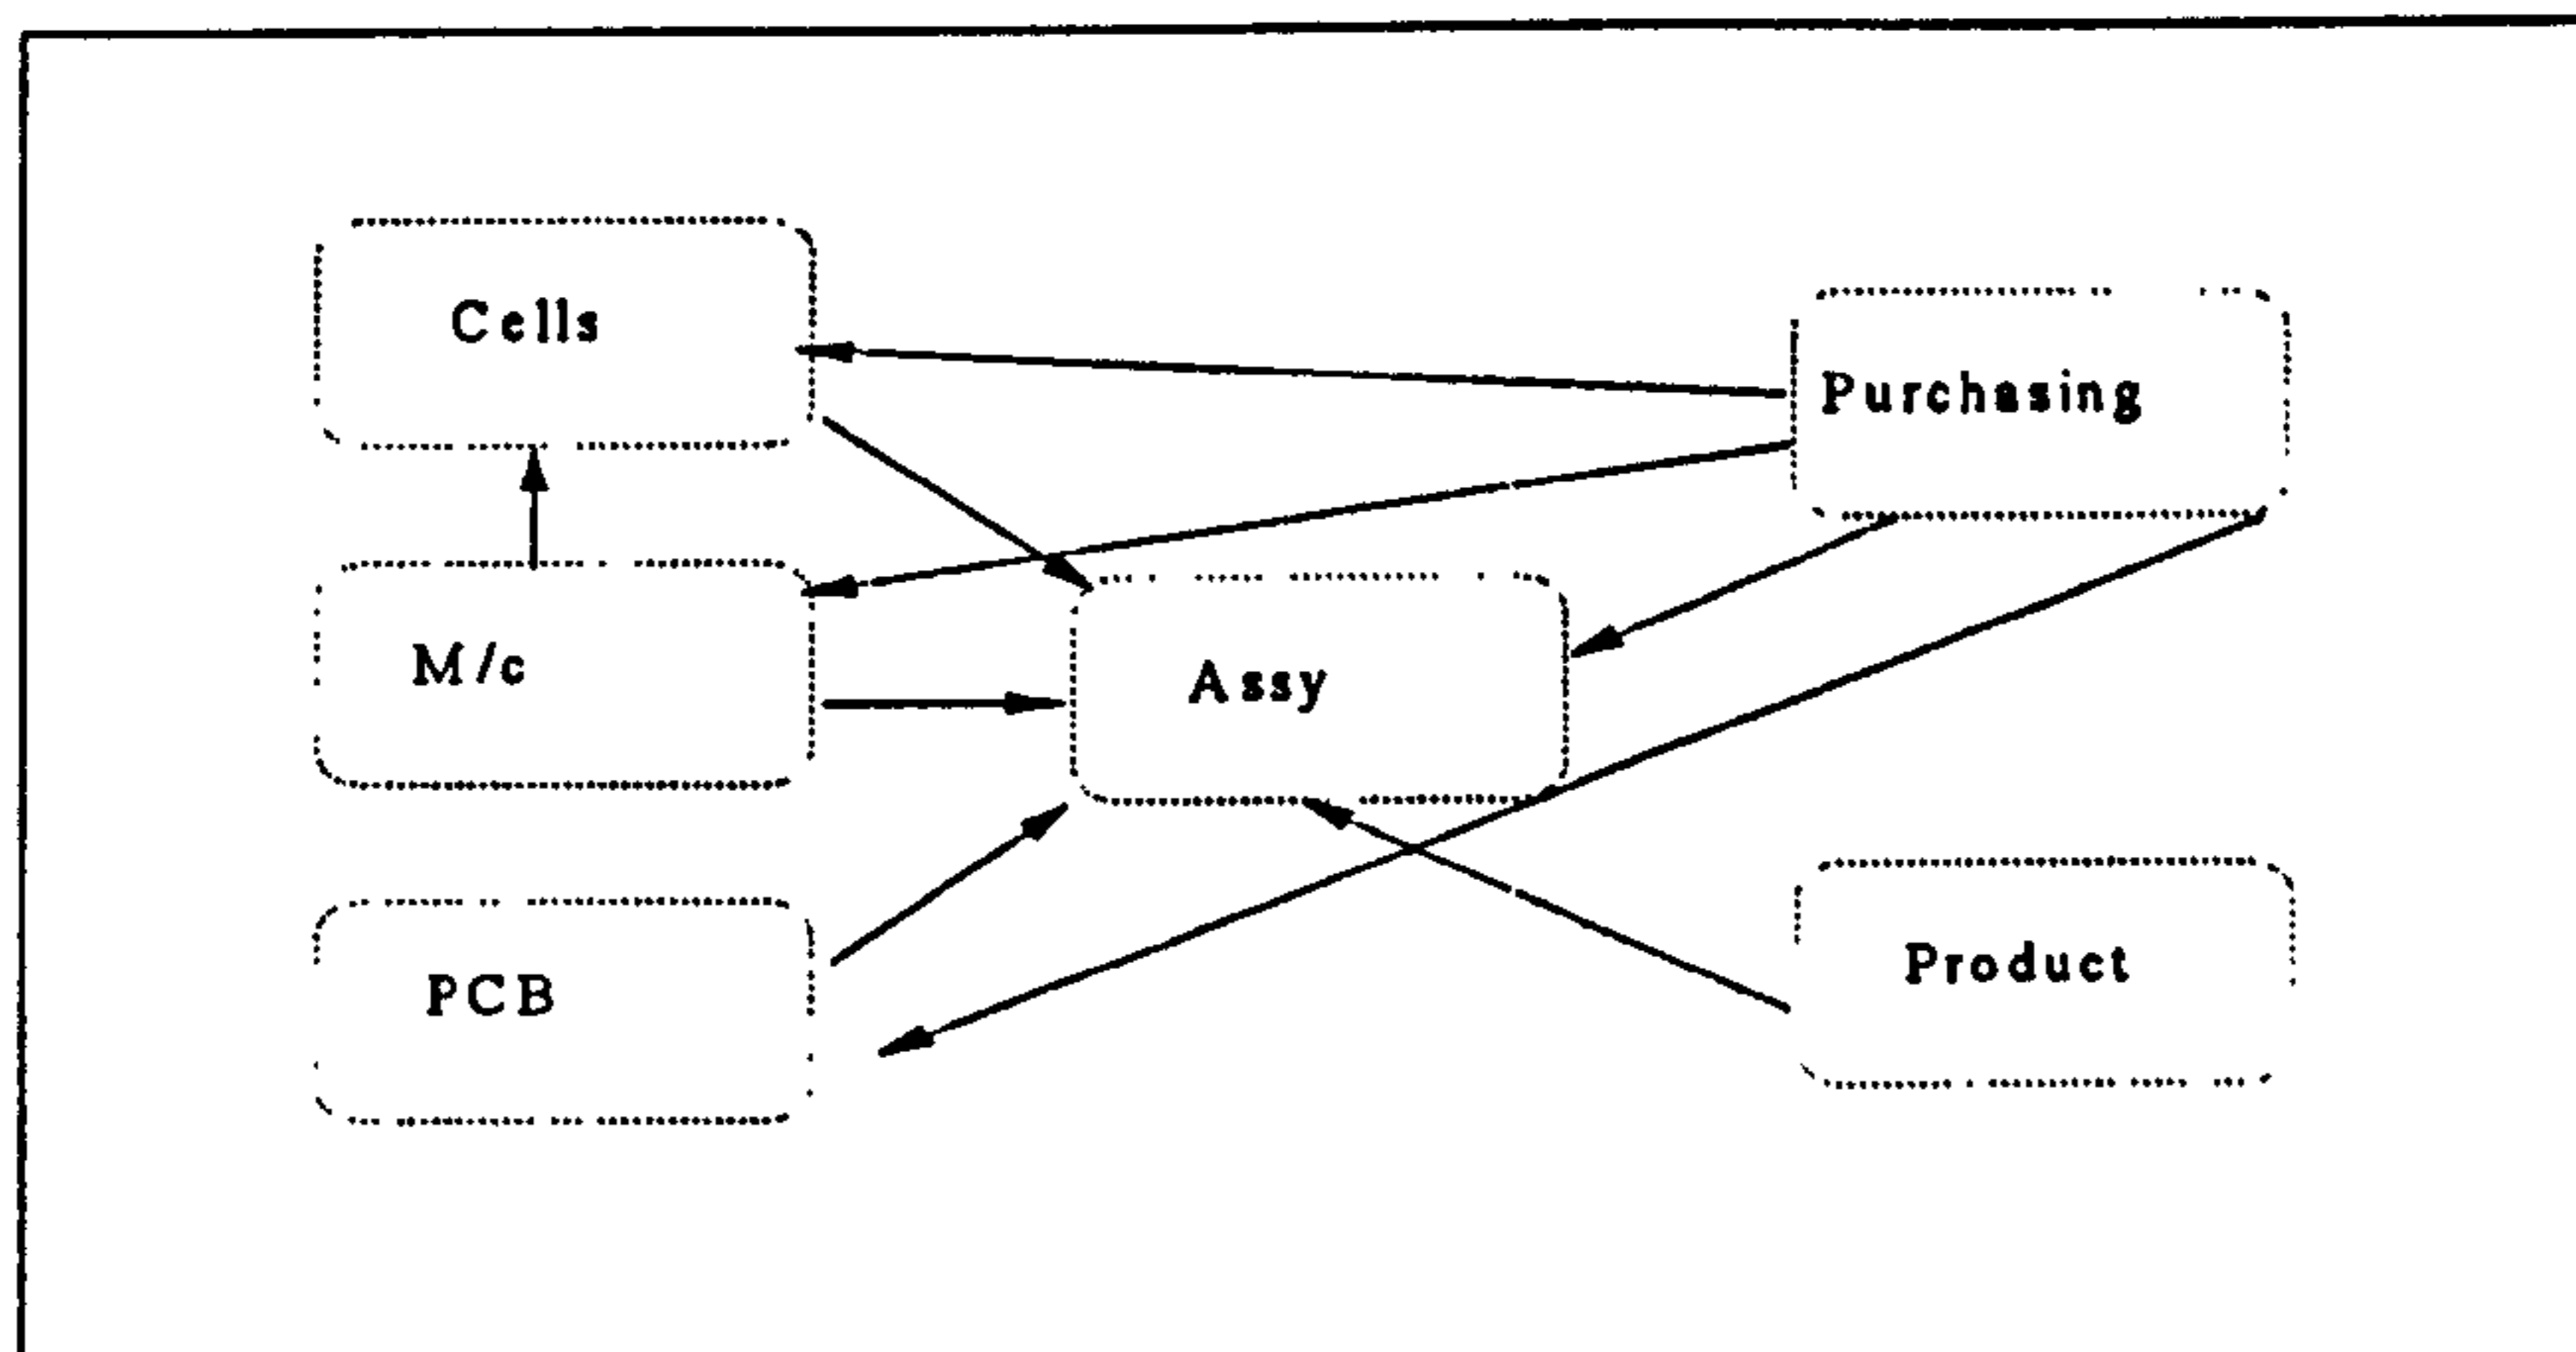 Cells
Purchasing
M/c
Assy
PCB
Product